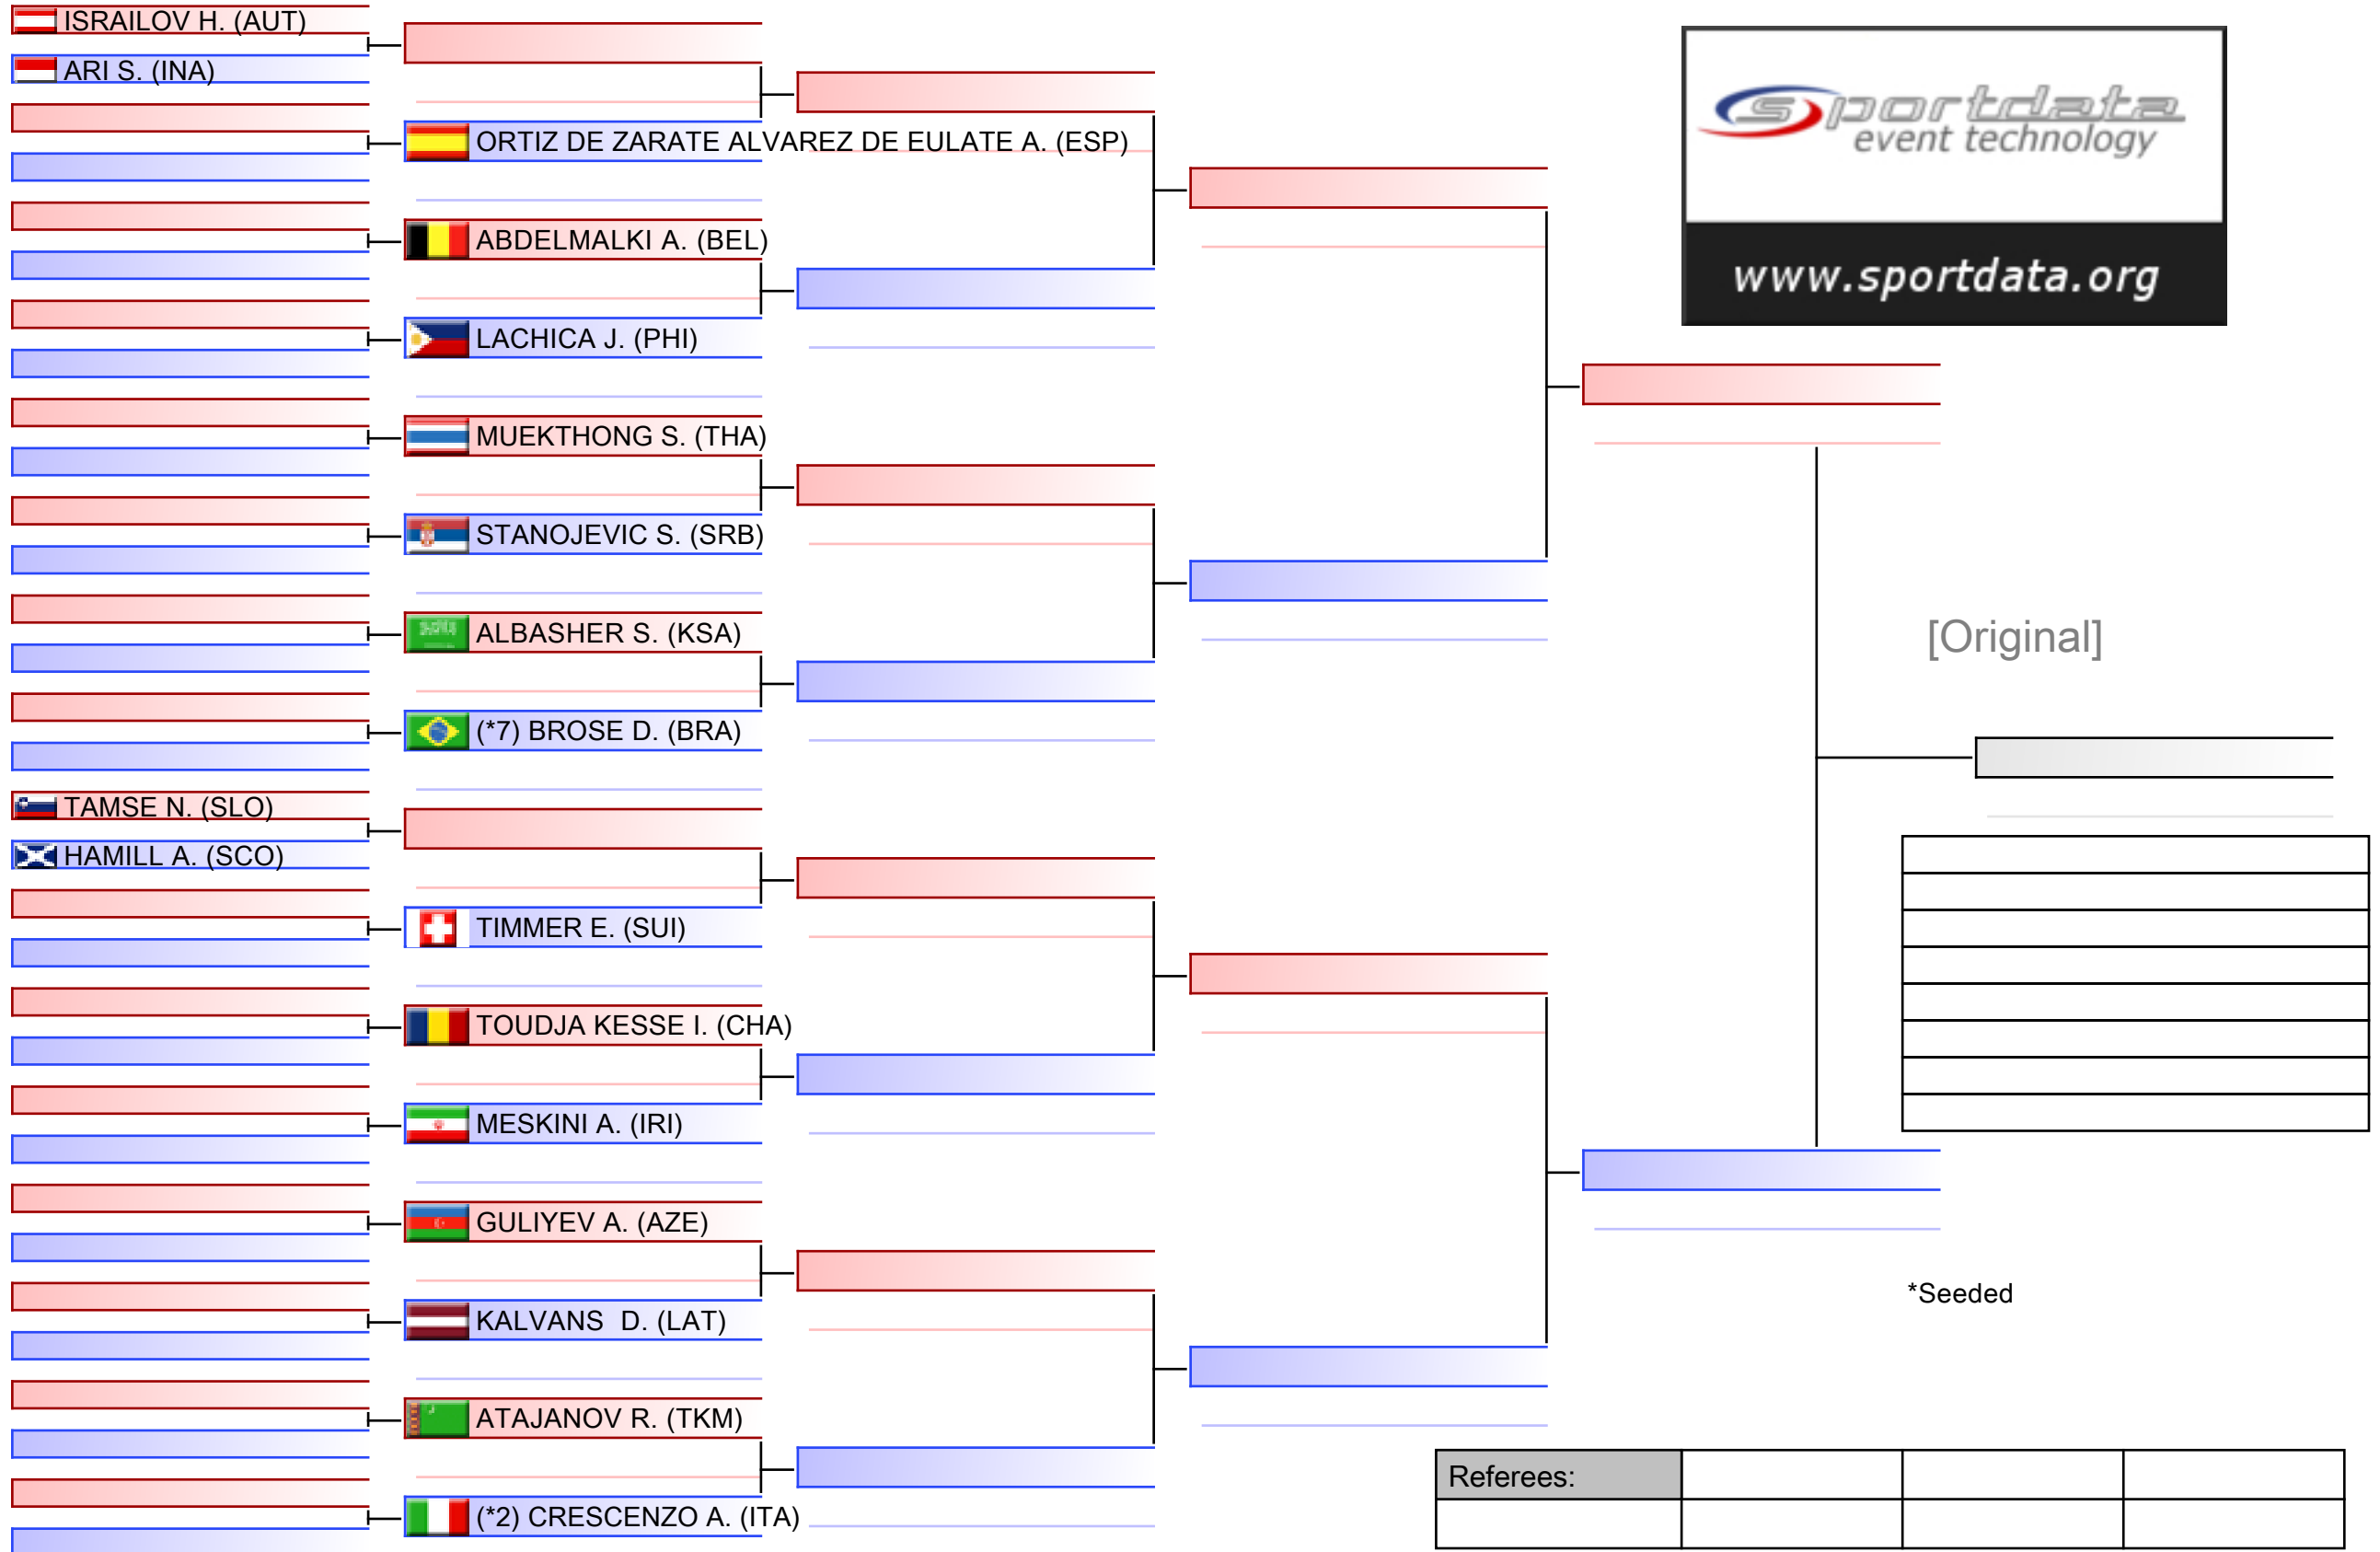 ISRAILOV H. (AUT)
ARI S. (INA)
ORTIZ DE ZARATE ALVAREZ DE EULATE A. (ESP)
ABDELMALKI A. (BEL)
LACHICA J. (PHI)
MUEKTHONG S. (THA)
STANOJEVIC S. (SRB)
ALBASHER S. (KSA)
(*7) BROSE D. (BRA)
TAMSE N. (SLO)
HAMILL A. (SCO)
TIMMER E. (SUI)
TOUDJA KESSE I. (CHA)
MESKINI A. (IRI)
GULIYEV A. (AZE)
KALVANS  D. (LAT)
ATAJANOV R. (TKM)
(*2) CRESCENZO A. (ITA)
sportdata
event technology
www.sportdata.org
[Original]
*Seeded
Referees: